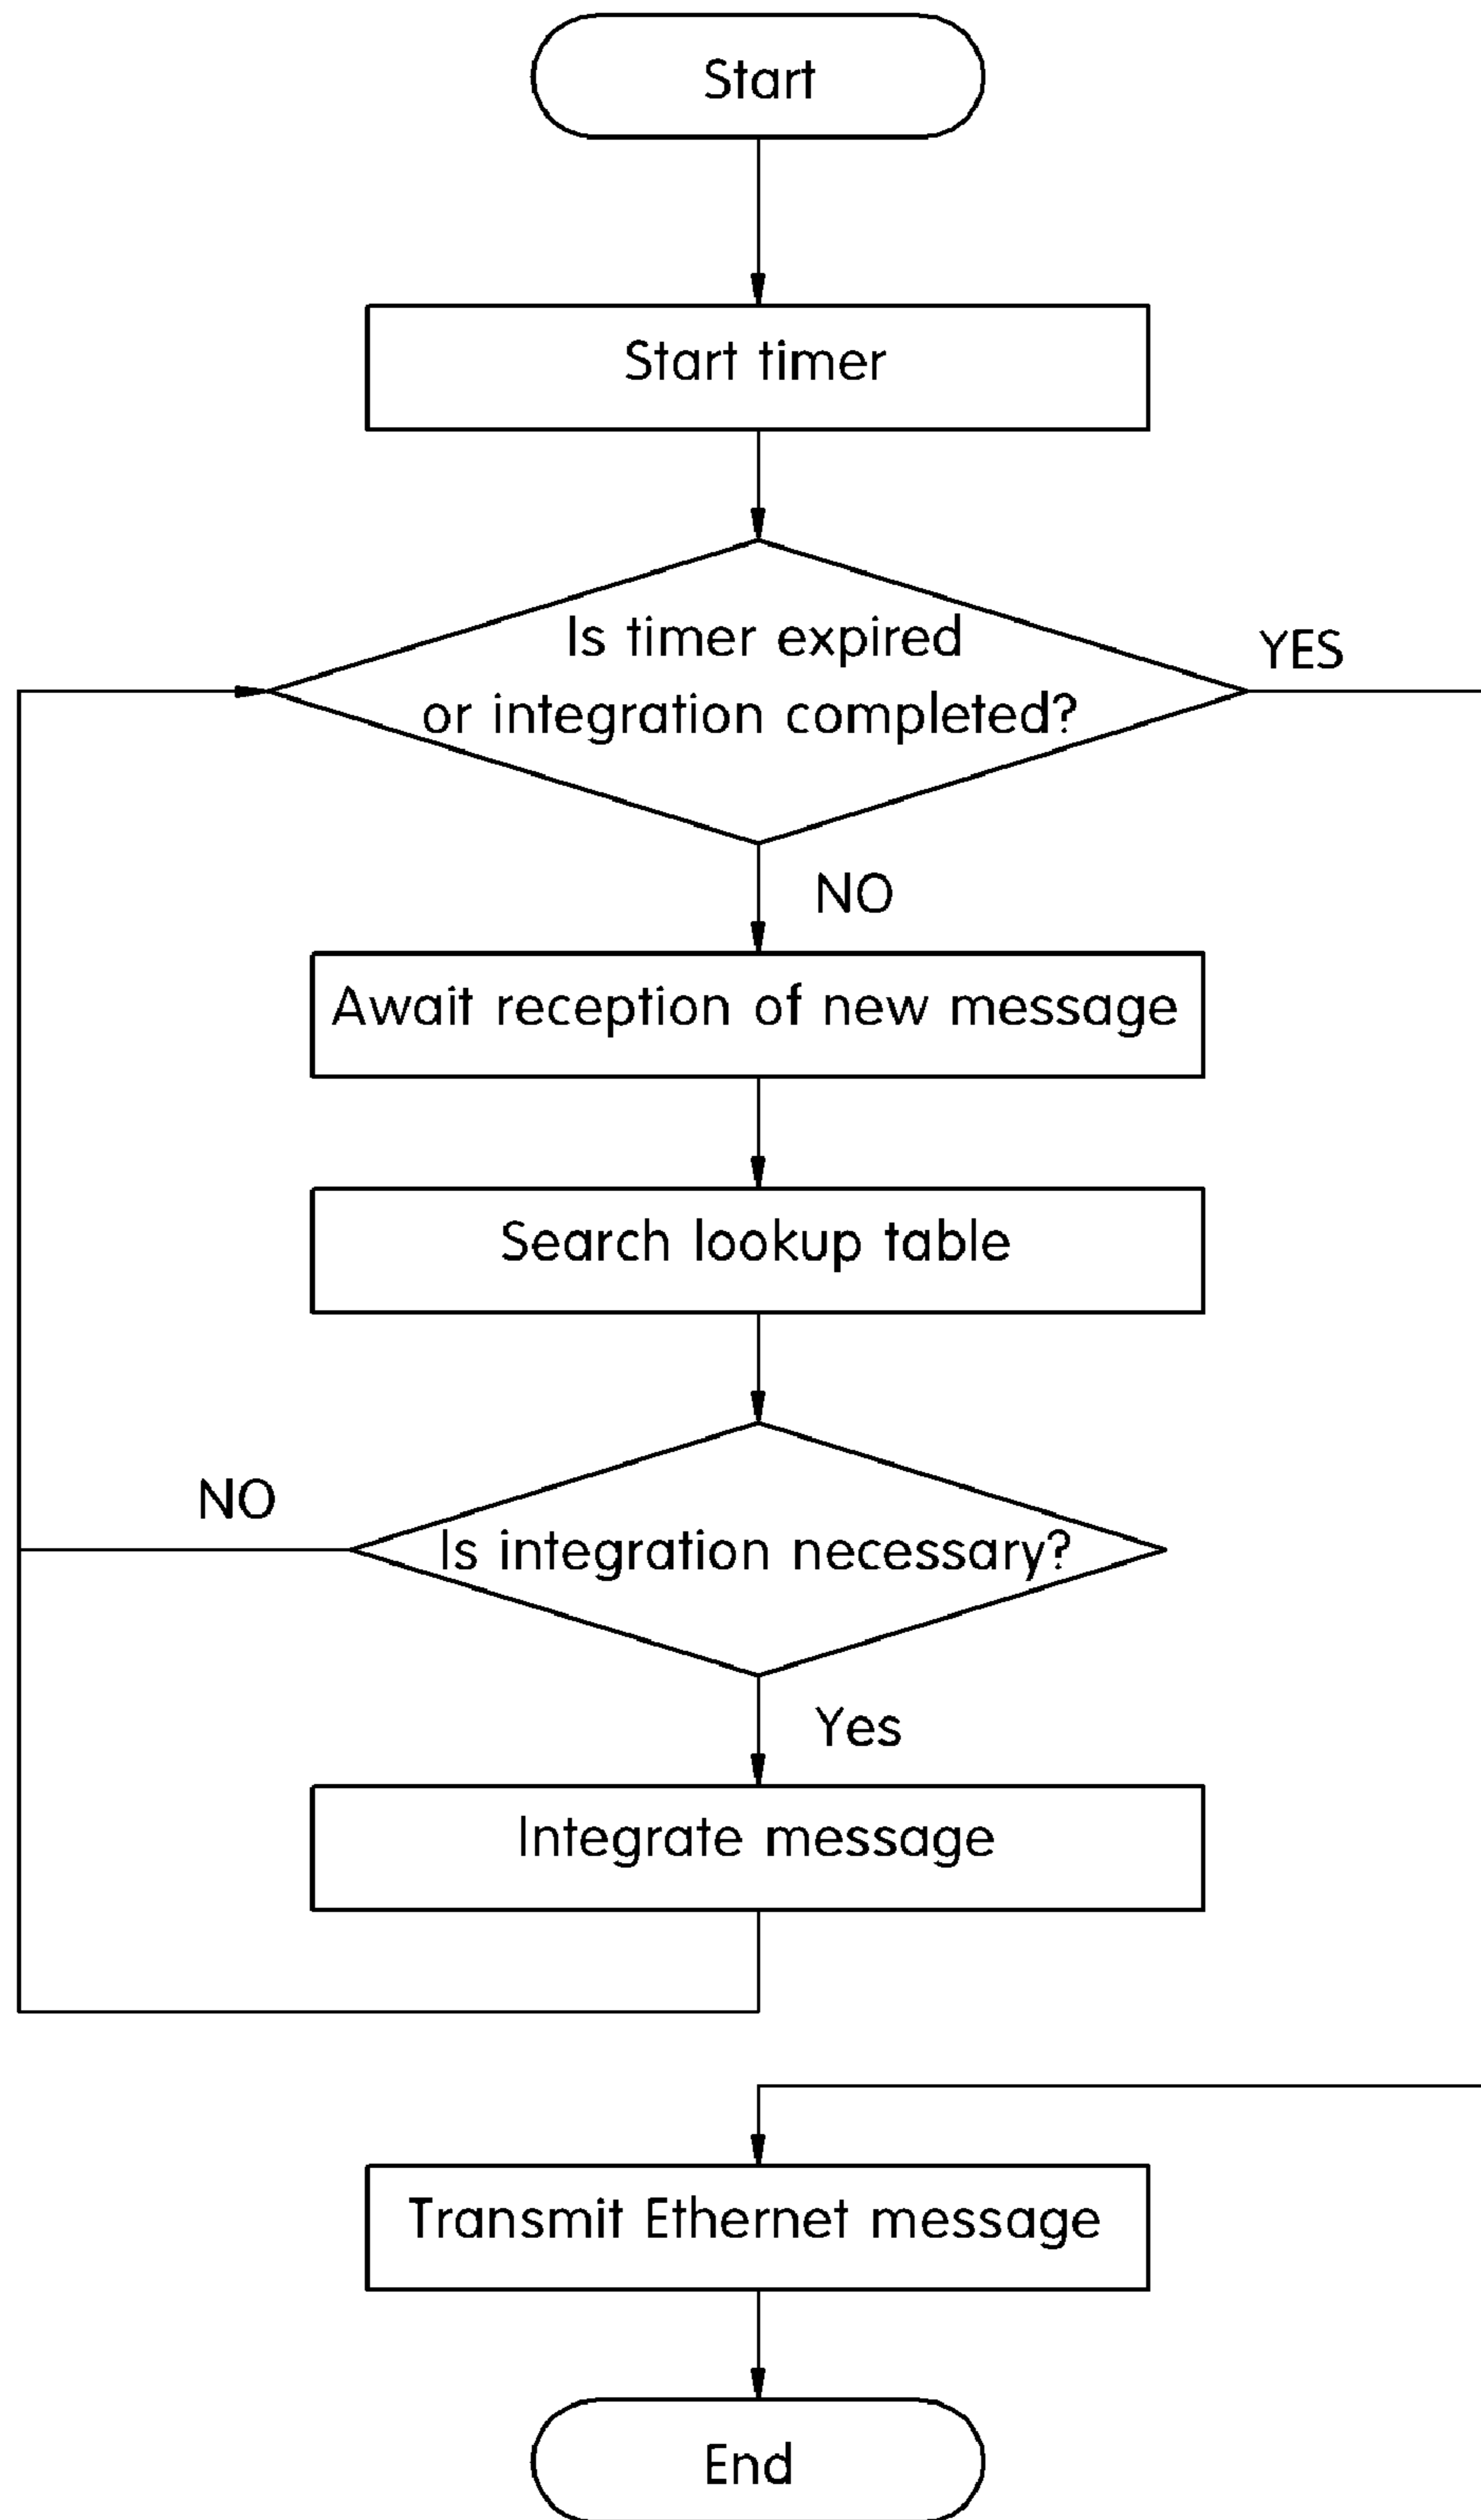 Start
Start timer
Is timer expired
or integration completed?
YES
NO
Await reception of new message
Search lookup table
NO
Is integration necessary?
Yes
Integrate message
Transmit Ethernet message
End